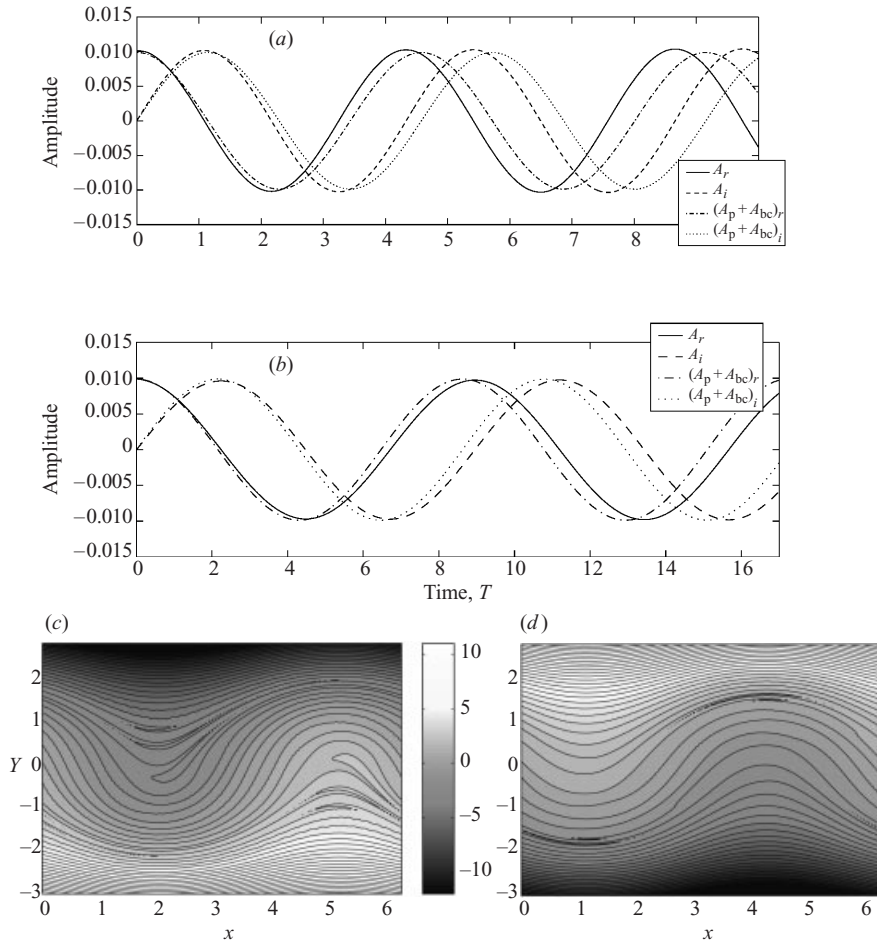 0.015
0.010
0.005
0
−0.005
−0.010
−0.015
Amplitude
(a)
A_r
A_i
(A_p + A_bc)_r
(A_p + A_bc)_i
0 1 2 3 4 5 6 7 8
0.015
0.010
0.005
0
−0.005
−0.010
−0.015
Amplitude
(b)
A_r
A_i
(A_p + A_bc)_r
(A_p + A_bc)_i
0 2 4 6 8 10 12 14 16
Time, T
(c)
2
1
0
−1
−2
−3
Y
0 1 2 3 4 5 6
x
10
5
0
−5
−10
(d)
2
1
0
−1
−2
−3
0 1 2 3 4 5 6
x